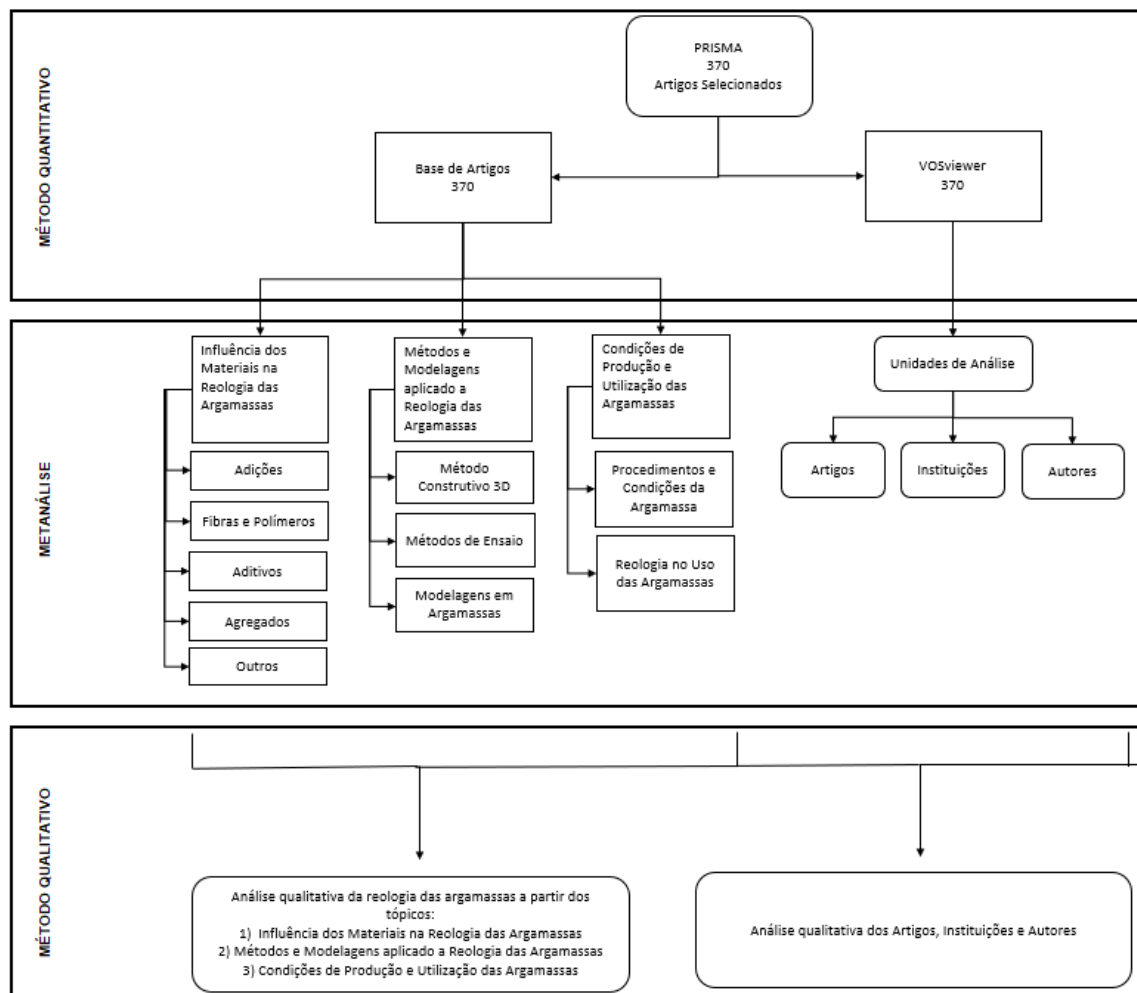 MÉTODO QUANTITATIVO
PRISMA
370
Artigos Selecionados
Base de Artigos
370
VOSviewer
370
METANÁLISE
Influência dos
Materiais na
Reologia das
Argamassas
Adições
Fibras e Polímeros
Aditivos
Agregados
Outros
Métodos e
Modelagens
aplicado a
Reologia das
Argamassas
Método
Construtivo 3D
Métodos de Ensaio
Modelagens em
Argamassas
Condições de
Produção e
Utilização das
Argamassas
Procedimentos e
Condições da
Argamassa
Reologia no Uso
das Argamassas
Unidades de Análise
Artigos
Instituições
Autores
MÉTODO QUALITATIVO
Análise qualitativa da reologia das argamassas a partir dos
tópicos:
1) Influência dos Materiais na Reologia das Argamassas
2) Métodos e Modelagens aplicado a Reologia das Argamassas
3) Condições de Produção e Utilização das Argamassas
Análise qualitativa dos Artigos, Instituições e Autores